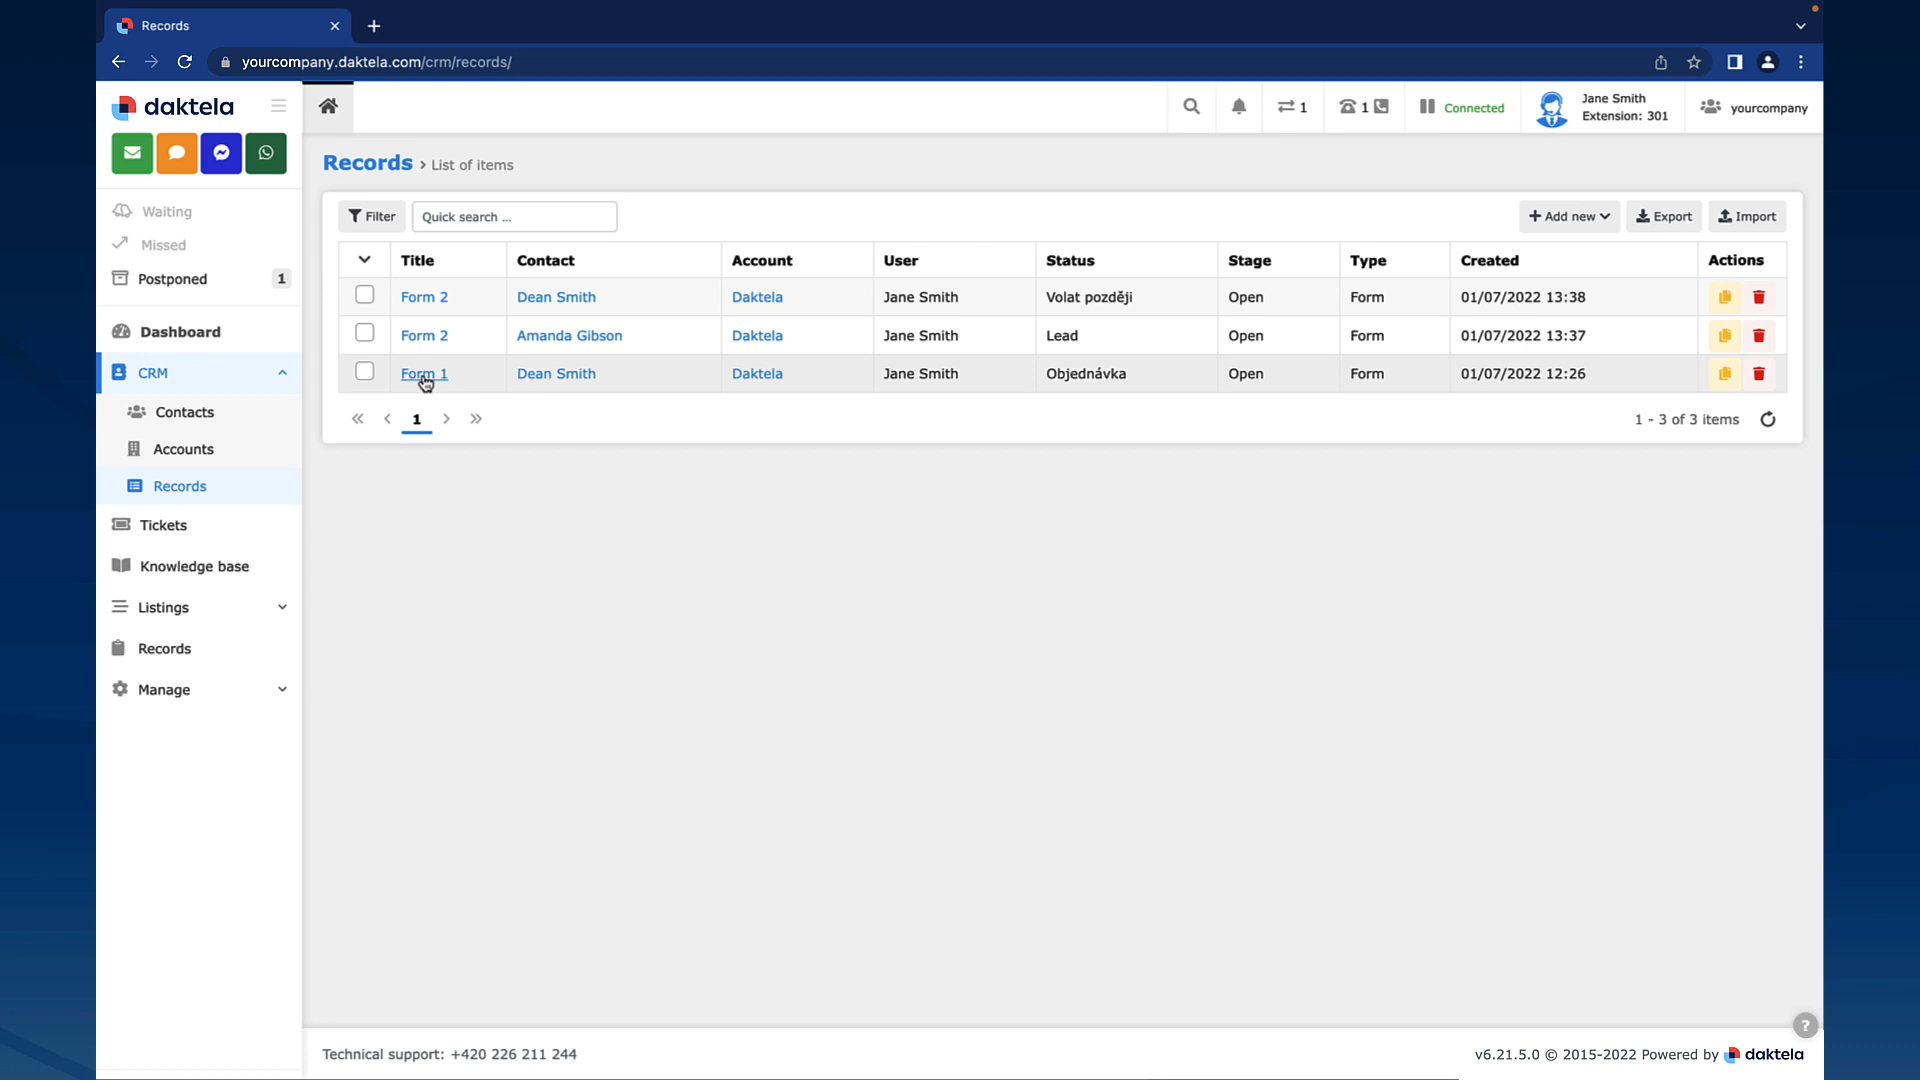 Records
yourcompany.daktela.com/crm/records/
daktela
1
1
Connected
Jane Smith
Extension: 301
yourcompany
Waiting
Missed
Postponed 1
Dashboard
CRM
Contacts
Accounts
Records
Tickets
Knowledge base
Listings
Records
Manage
Records › List of items
Filter
Quick search ...
Add new
Export
Import
Title Contact Account User Status Stage Type Created Actions
Form 2 Dean Smith Daktela Jane Smith Volat později Open Form 01/07/2022 13:38
Form 2 Amanda Gibson Daktela Jane Smith Lead Open Form 01/07/2022 13:37
Form 1 Dean Smith Daktela Jane Smith Objednávka Open Form 01/07/2022 12:26
« ‹ 1 › »
1 - 3 of 3 items
?
Technical support: +420 226 211 244
v6.21.5.0 © 2015-2022 Powered by daktela